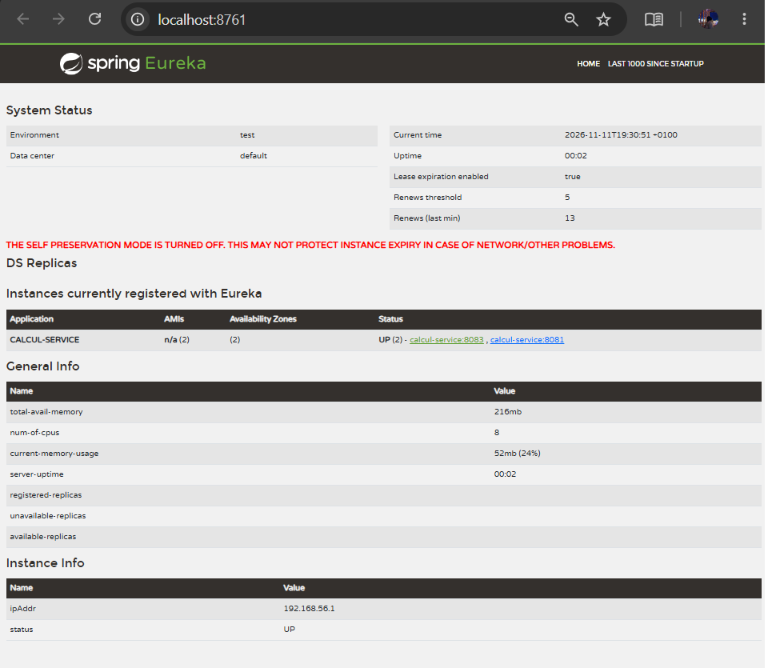 localhost:8761
spring Eureka
HOME LAST 1000 SINCE STARTUP
System Status
Environment test
Data center default
Current time 2026-11-11T19:30:51 +0100
Uptime 00:02
Lease expiration enabled true
Renews threshold 5
Renews (last min) 13
THE SELF PRESERVATION MODE IS TURNED OFF. THIS MAY NOT PROTECT INSTANCE EXPIRY IN CASE OF NETWORK/OTHER PROBLEMS.
DS Replicas
Instances currently registered with Eureka
Application AMIs Availability Zones Status
CALCUL-SERVICE n/a (2) (2) UP (2) - calcul-service:8083 , calcul-service:8081
General Info
Name Value
total-avail-memory 216mb
num-of-cpus 8
current-memory-usage 52mb (24%)
server-uptime 00:02
registered-replicas
unavailable-replicas
available-replicas
Instance Info
Name Value
ipAddr 192.168.56.1
status UP